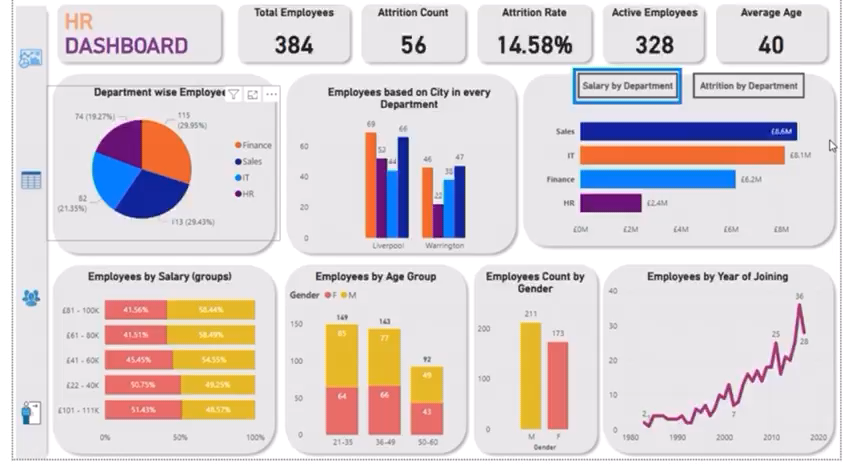 HR
DASHBOARD
Total Employees
384
Attrition Count
56
Attrition Rate
14.58%
Active Employees
328
Average Age
40
Department wise Employee
74 (19.27%)
115
(29.95%)
82
(21.35%)
113 (29.43%)
Finance
Sales
IT
HR
Employees based on City in every
Department
60
40
20
0
69
52
44
66
46
22
38
47
Liverpool
Warrington
Salary by Department
Attrition by Department
Sales
£8.6M
IT
£8.1M
Finance
£6.2M
HR
£2.4M
£0M
£2M
£4M
£6M
£8M
Employees by Salary (groups)
£81 - 100K
41.56%
58.44%
£61 - 80K
41.51%
58.49%
£41 - 60K
45.45%
54.55%
£22 - 40K
50.75%
49.25%
£101 - 111K
51.43%
48.57%
0%
50%
100%
Employees by Age Group
Gender F M
150
100
50
0
149
85
64
143
77
66
92
49
43
21-35
36-49
50-60
Employees Count by
Gender
200
100
0
211
173
M
F
Gender
Employees by Year of Joining
40
30
20
10
0
2
7
25
36
28
1980
1990
2000
2010
2020